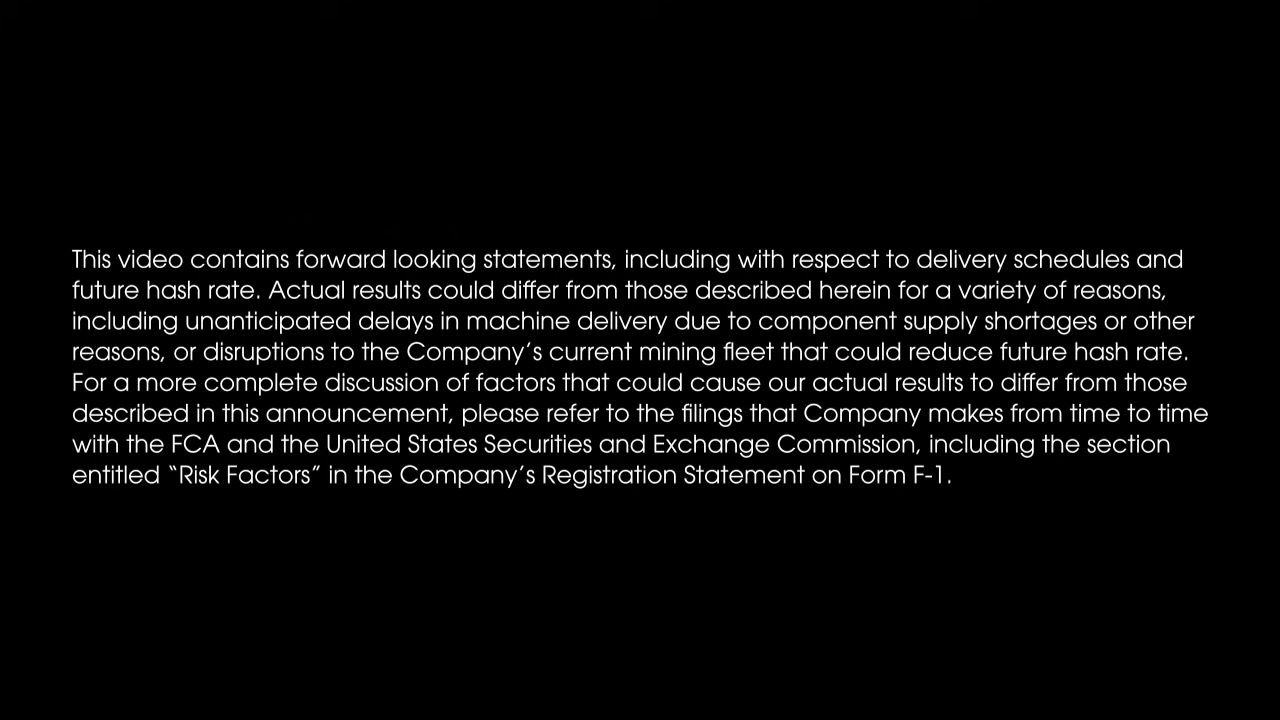 This video contains forward looking statements, including with respect to delivery schedules and
future hash rate. Actual results could differ from those described herein for a variety of reasons,
including unanticipated delays in machine delivery due to component supply shortages or other
reasons, or disruptions to the Company’s current mining fleet that could reduce future hash rate.
For a more complete discussion of factors that could cause our actual results to differ from those
described in this announcement, please refer to the filings that Company makes from time to time
with the FCA and the United States Securities and Exchange Commission, including the section
entitled “Risk Factors” in the Company’s Registration Statement on Form F-1.